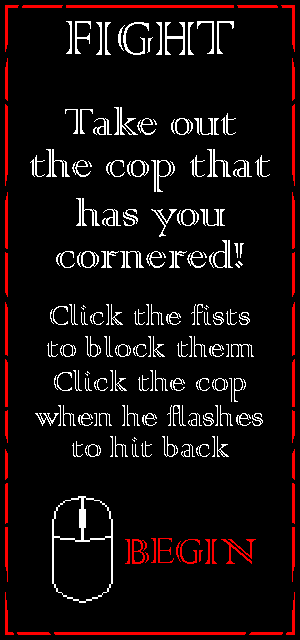 FIGHT
Take out
the cop that
has you
cornered!
Click the fists
to block them
Click the cop
when he flashes
to hit back
BEGIN